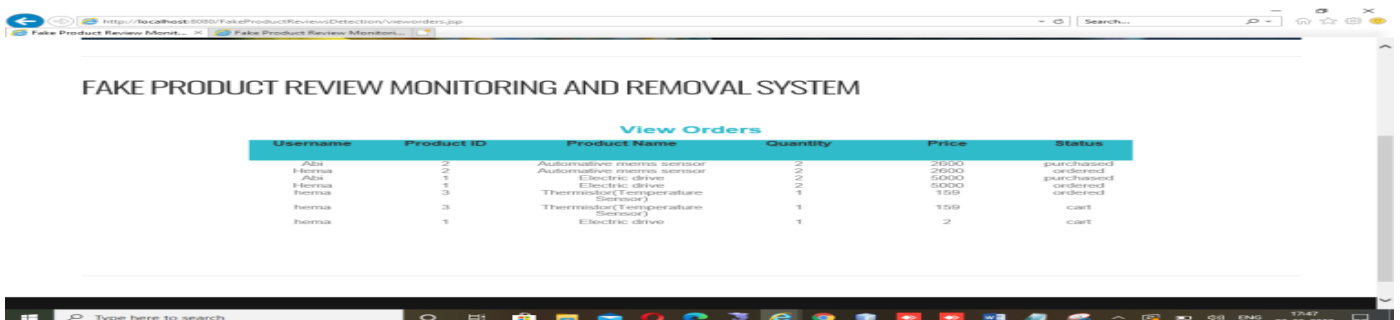 http://localhost:8080/FakeProductReviewsDetection/vieworders.jsp Search...
Fake Product Review Monit... Fake Product Review Monitori...
FAKE PRODUCT REVIEW MONITORING AND REMOVAL SYSTEM
View Orders
Username Product ID Product Name Quantity Price Status
Abi 2 Automative mems sensor 2 2600 purchased
Hema 2 Automative mems sensor 2 2600 ordered
Abi 1 Electric drive 2 5000 purchased
Hema 1 Electric drive 2 5000 ordered
hema 3 Thermistor(Temperature Sensor) 1 159 ordered
hema 3 Thermistor(Temperature Sensor) 1 159 cart
hema 1 Electric drive 1 2 cart
Type here to search ENG 17:47